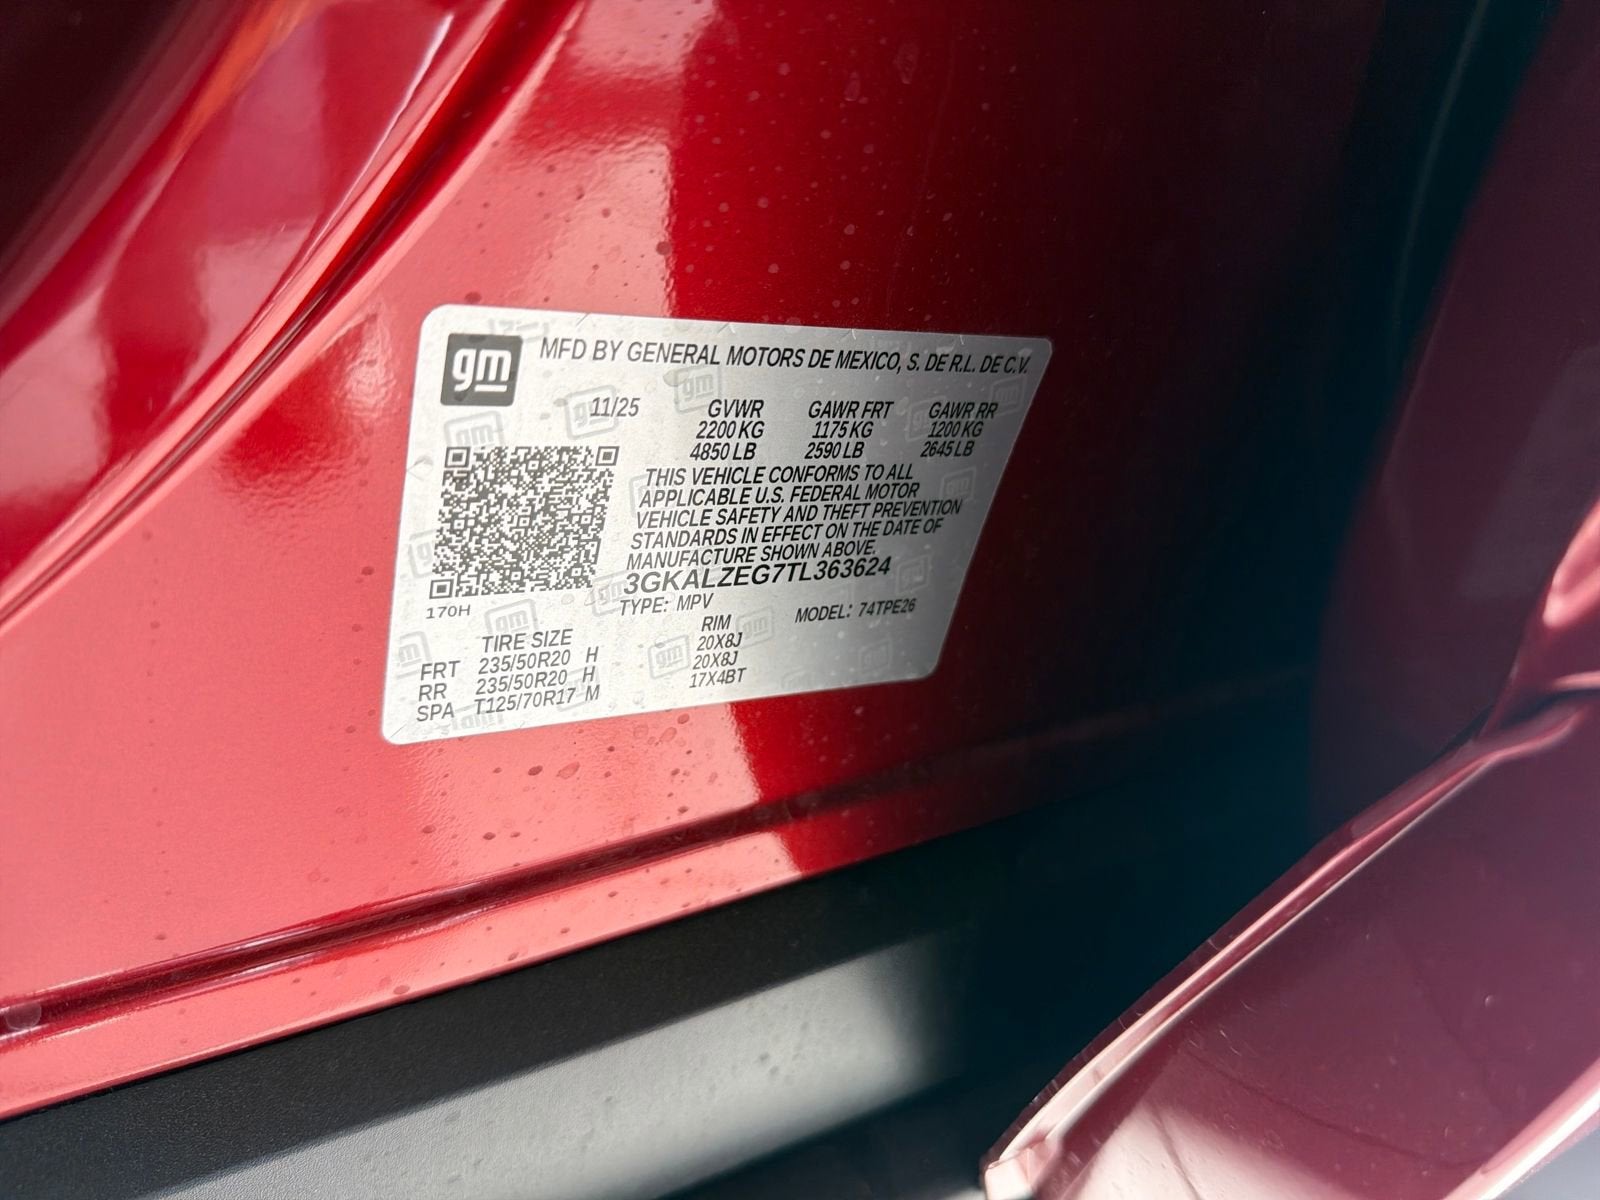 gm MFD BY GENERAL MOTORS DE MEXICO, S. DE R.L. DE C.V.
11/25 GVWR GAWR FRT GAWR RR
2200 KG 1175 KG 1200 KG
4850 LB 2590 LB 2645 LB
THIS VEHICLE CONFORMS TO ALL
APPLICABLE U.S. FEDERAL MOTOR
VEHICLE SAFETY AND THEFT PREVENTION
STANDARDS IN EFFECT ON THE DATE OF
MANUFACTURE SHOWN ABOVE.
3GKALZEG7TL363624
170H TYPE: MPV MODEL: 74TPE26
TIRE SIZE RIM
FRT 235/50R20 H 20X8J
RR 235/50R20 H 20X8J
SPA T125/70R17 M 17X4BT